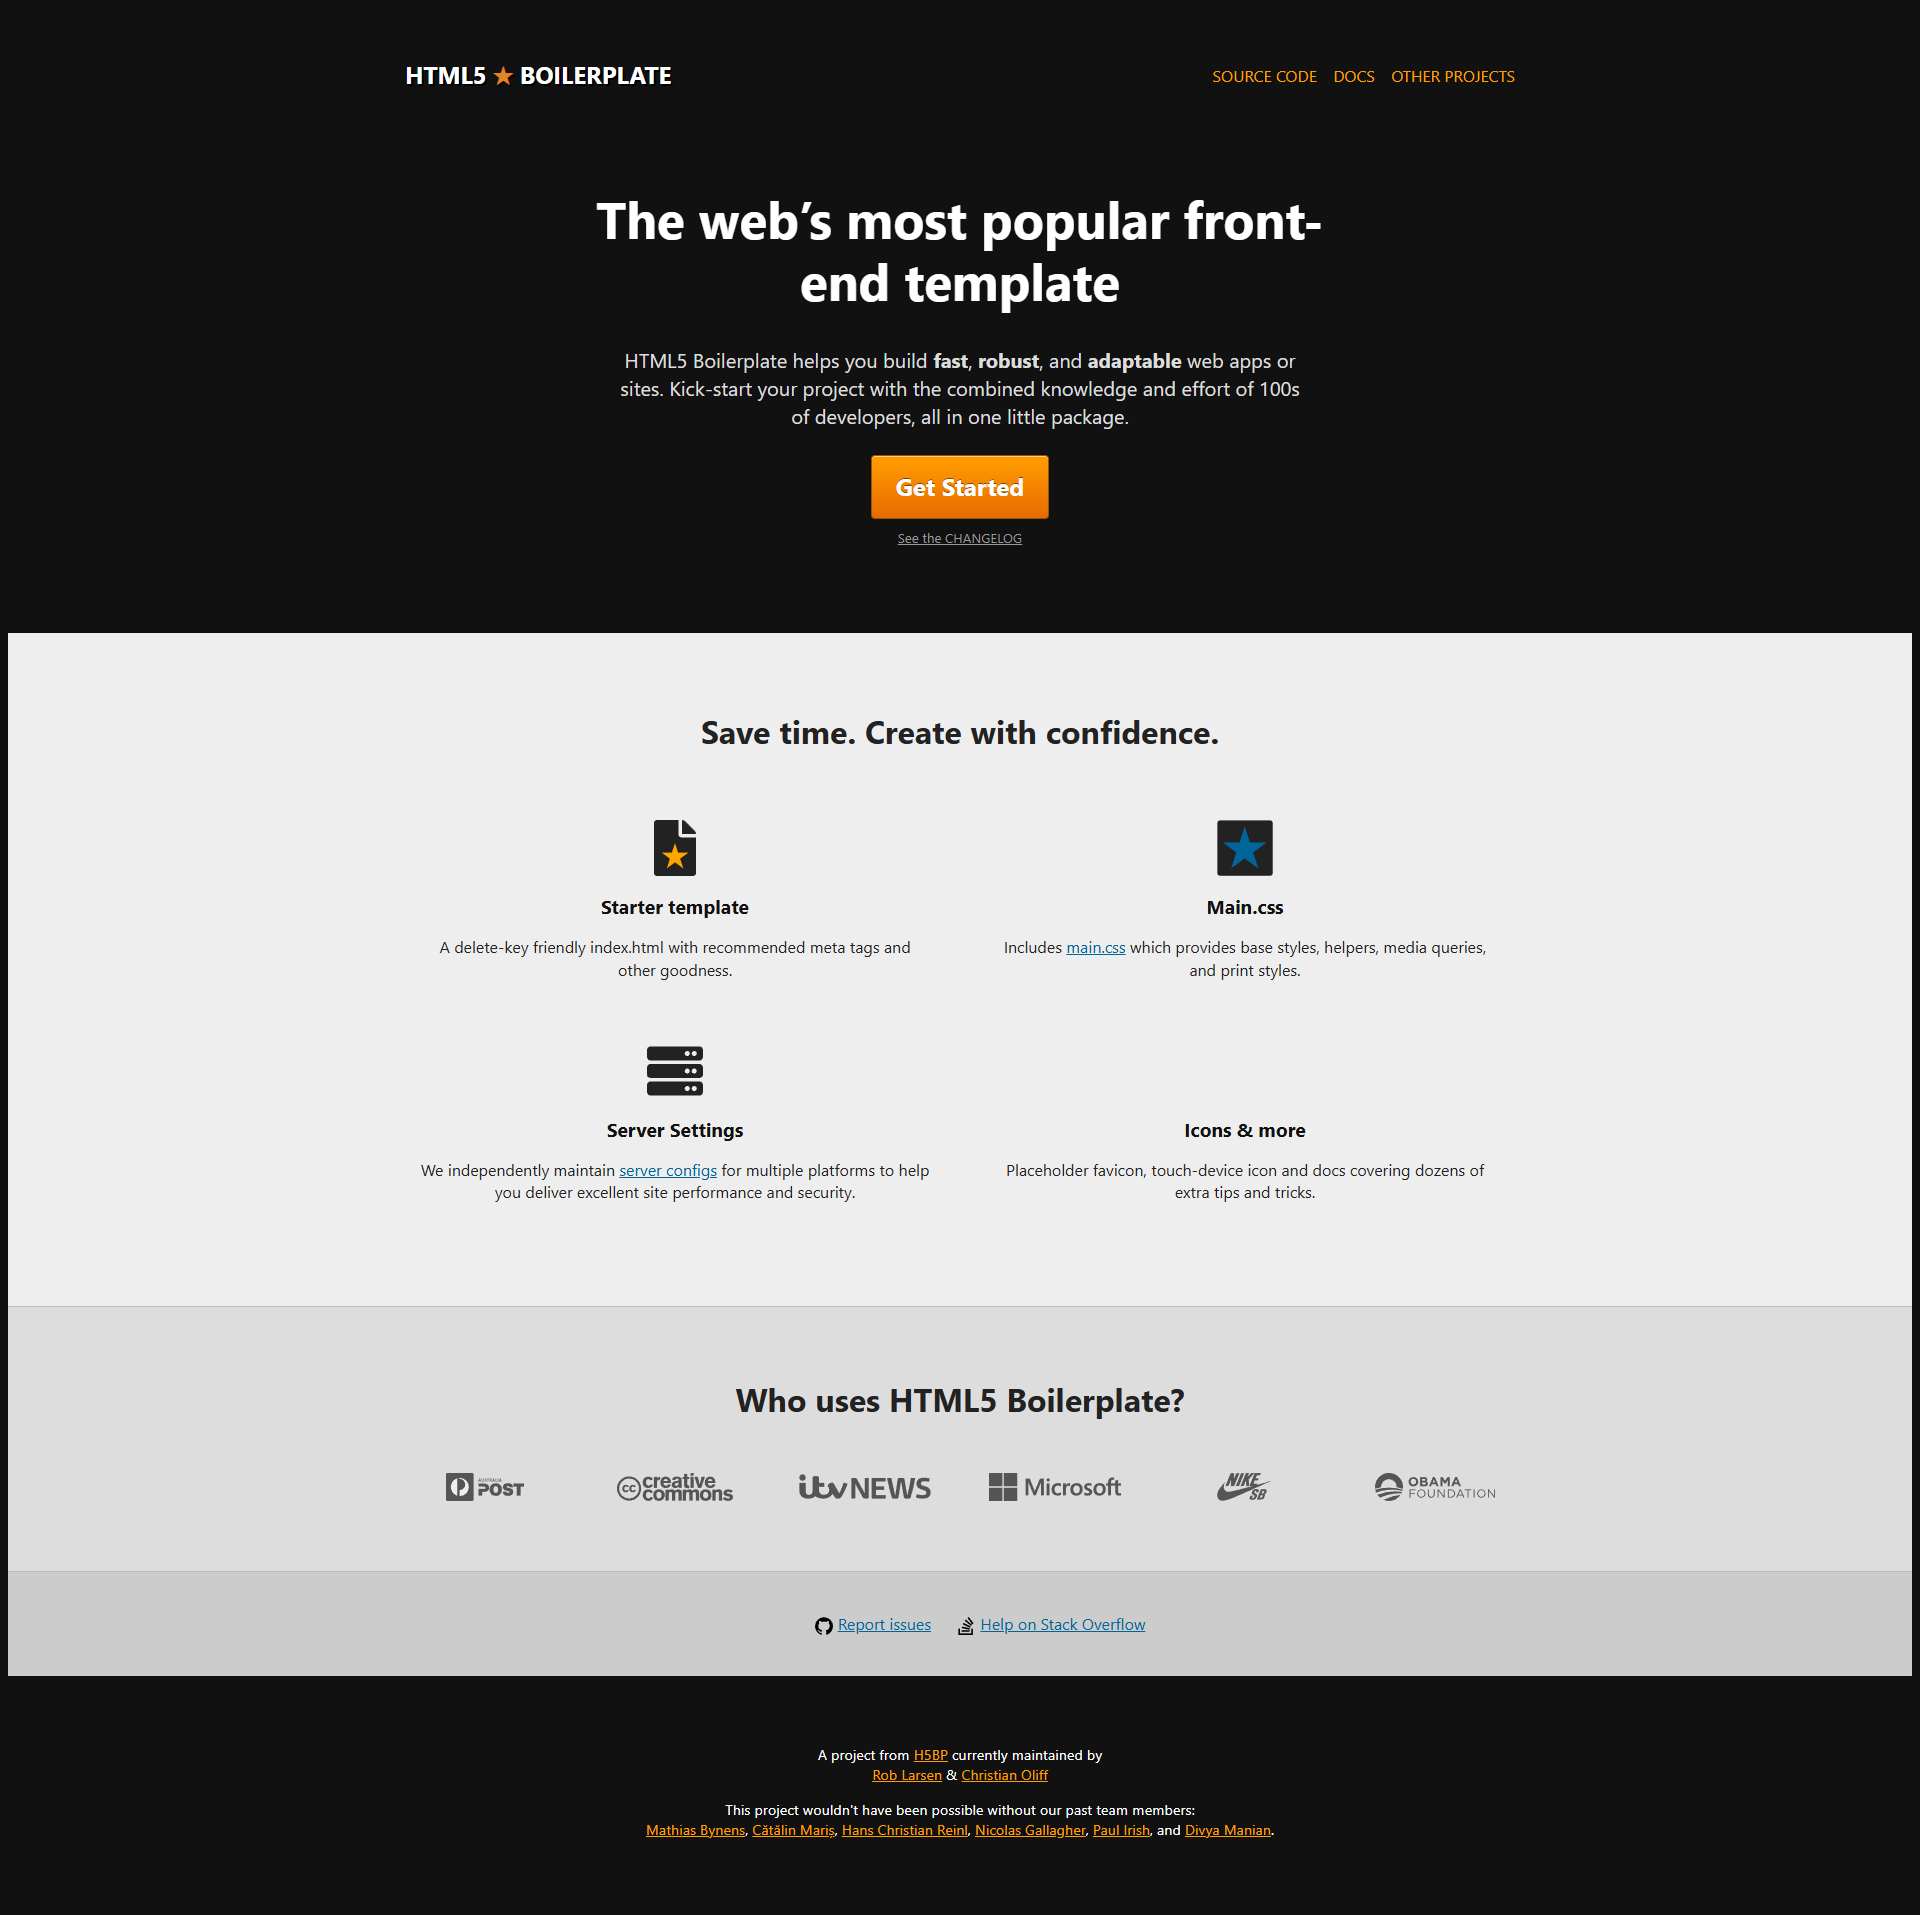 HTML5 ★ BOILERPLATE
SOURCE CODE DOCS OTHER PROJECTS
The web’s most popular front-
end template
HTML5 Boilerplate helps you build fast, robust, and adaptable web apps or
sites. Kick-start your project with the combined knowledge and effort of 100s
of developers, all in one little package.
Get Started
See the CHANGELOG
Save time. Create with confidence.
Starter template
A delete-key friendly index.html with recommended meta tags and
other goodness.
Main.css
Includes main.css which provides base styles, helpers, media queries,
and print styles.
Server Settings
We independently maintain server configs for multiple platforms to help
you deliver excellent site performance and security.
Icons & more
Placeholder favicon, touch-device icon and docs covering dozens of
extra tips and tricks.
Who uses HTML5 Boilerplate?
AUSTRALIA
POST
cc creative
commons
itv NEWS
Microsoft
NIKE
SB
OBAMA
FOUNDATION
Report issues
Help on Stack Overflow
A project from H5BP currently maintained by
Rob Larsen & Christian Oliff
This project wouldn't have been possible without our past team members:
Mathias Bynens, Cătălin Mariș, Hans Christian Reinl, Nicolas Gallagher, Paul Irish, and Divya Manian.